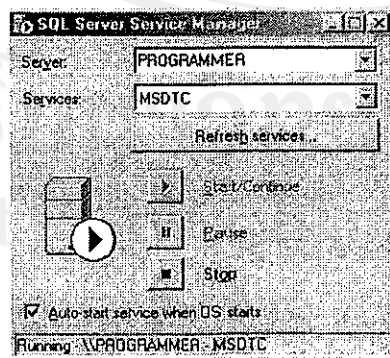 SQL Server Service Manager
Server: PROGRAMMER
Services: MSDTC
Refresh services...
Start/Continue
Pause
Stop
Auto-start service when OS starts
Running: \\PROGRAMMER - MSDTC